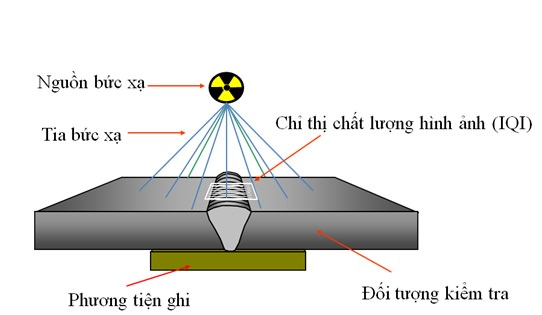 Nguồn bức xạ
Chỉ thị chất lượng hình ảnh (IQI)
Tia bức xạ
Đối tượng kiểm tra
Phương tiện ghi